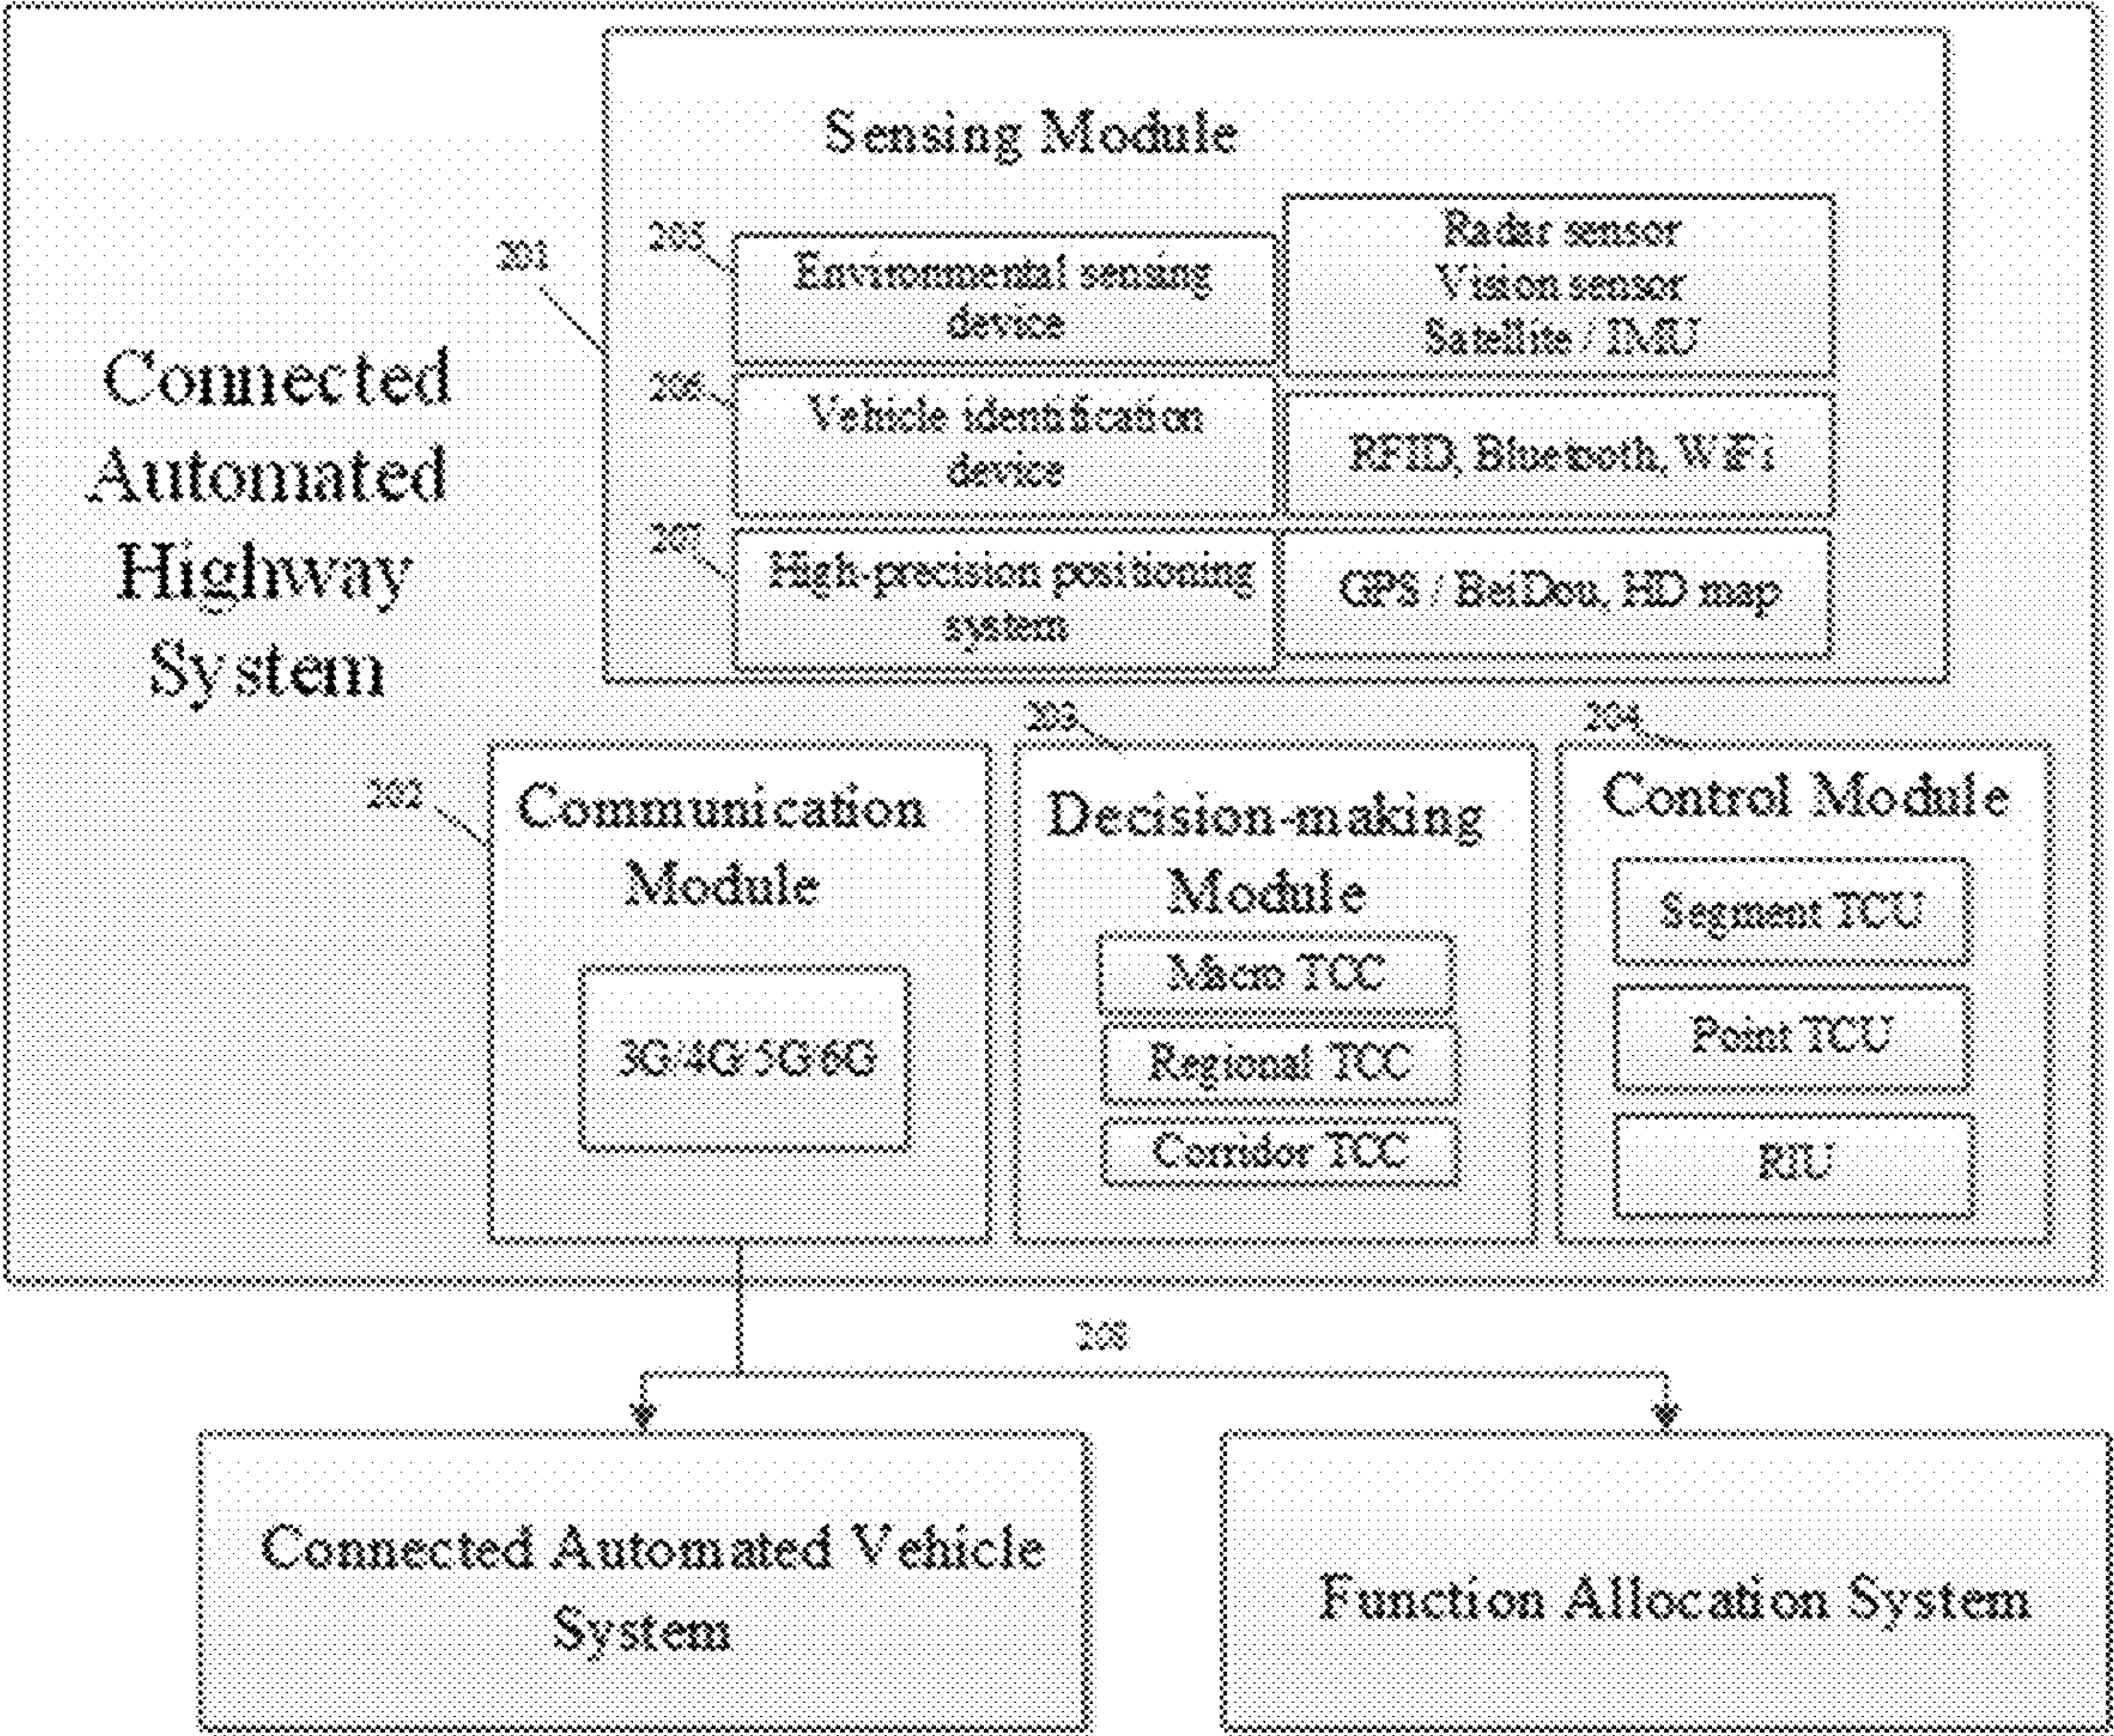 Sensing Module
201
205
Environmental sensing
device
Radar sensor
Vision sensor
Satellite / IMU
206
Vehicle identification
device
RFID, Bluetooth, WiFi
207
High-precision positioning
system
GPS / BeiDou, HD map
Connected
Automated
Highway
System
202
Communication
Module
3G/4G/5G/6G
203
Decision-making
Module
Macro TCC
Regional TCC
Corridor TCC
204
Control Module
Segment TCU
Point TCU
RIU
208
Connected Automated Vehicle
System
Function Allocation System